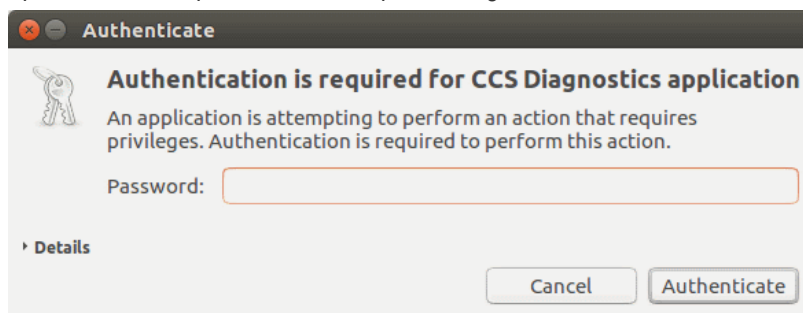 Authenticate
Authentication is required for CCS Diagnostics application
An application is attempting to perform an action that requires
privileges. Authentication is required to perform this action.
Password:
Details
Cancel Authenticate